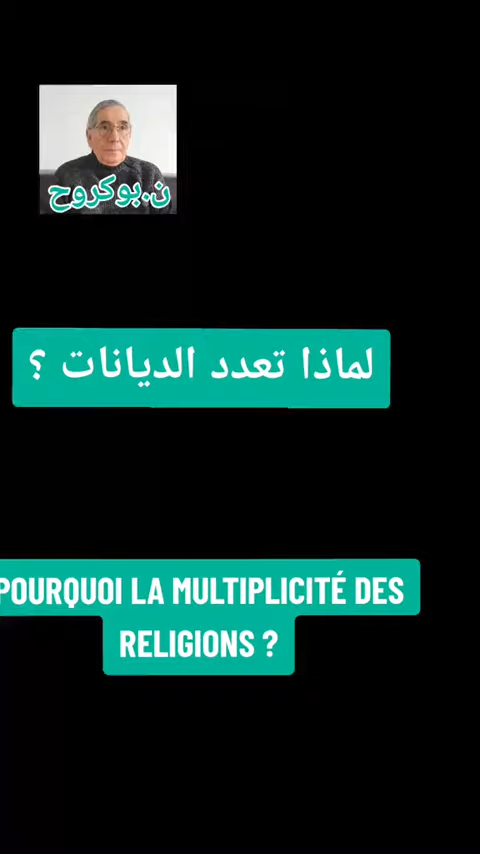 ن.بوكروح
لماذا تعدد الديانات ؟
POURQUOI LA MULTIPLICITÉ DES
RELIGIONS ?